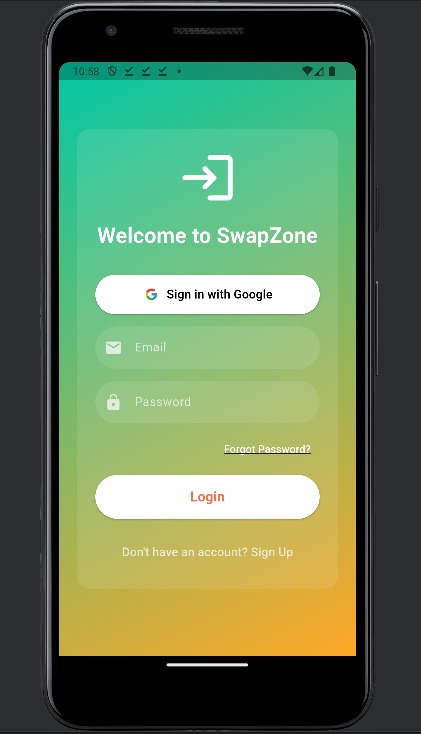 10:58
Welcome to SwapZone
Sign in with Google
Email
Password
Forgot Password?
Login
Don't have an account? Sign Up